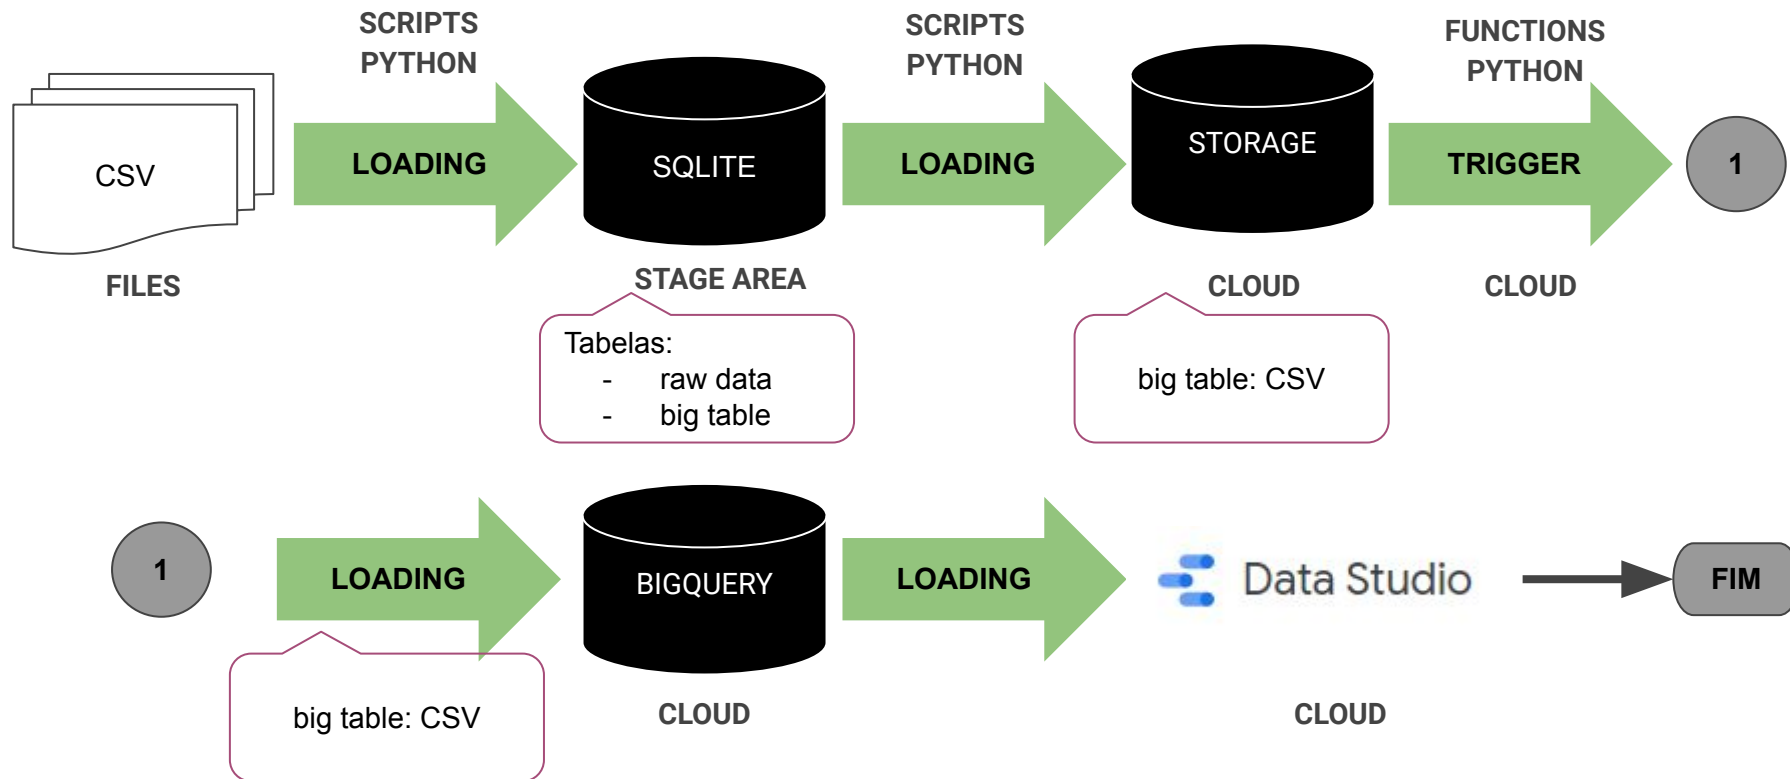 SCRIPTS
PYTHON
SCRIPTS
PYTHON
FUNCTIONS
PYTHON
CSV
LOADING
SQLITE
LOADING
STORAGE
TRIGGER
1
FILES
STAGE AREA
CLOUD
CLOUD
Tabelas:
- raw data
- big table
big table: CSV
1
LOADING
BIGQUERY
LOADING
Data Studio
FIM
big table: CSV
CLOUD
CLOUD